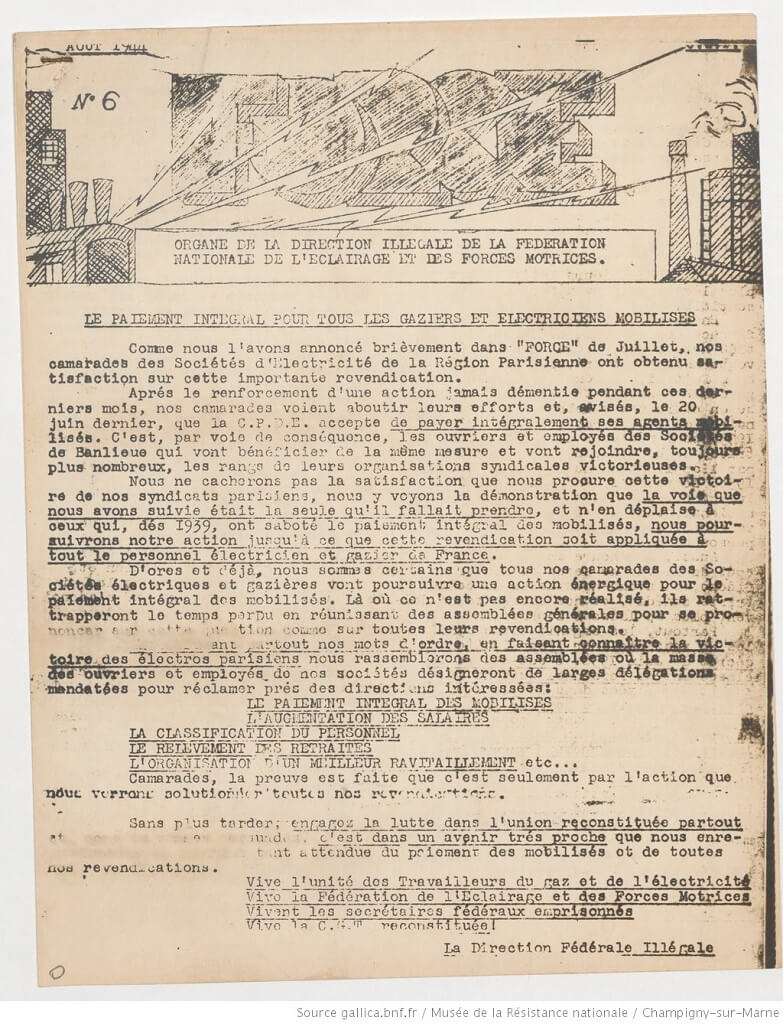 AOUT 1944
N° 6
FORCE
ORGANE DE LA DIRECTION ILLEGALE DE LA FEDERATION
NATIONALE DE L'ECLAIRAGE ET DES FORCES MOTRICES.
LE PAIEMENT INTEGRAL POUR TOUS LES GAZIERS ET ELECTRICIENS MOBILISES
Comme nous l'avons annoncé brièvement dans "FORCE" de Juillet, nos
camarades des Sociétés d'Electricité de la Région Parisienne ont obtenu sa-
tisfaction sur cette importante revendication.
Après le renforcement d'une action jamais démentie pendant ces der-
niers mois, nos camarades voient aboutir leurs efforts et, avisés, le 20
juin dernier, que la C.P.D.E. accepte de payer intégralement ses agents mobi-
lisés. C'est, par voie de conséquence, les ouvriers et employés des Sociétés
de Banlieue qui vont bénéficier de la même mesure et vont rejoindre, toujours
plus nombreux, les rangs de leurs organisations syndicales victorieuses.
Nous ne cacherons pas la satisfaction que nous procure cette victoi-
re de nos syndicats parisiens, nous y voyons la démonstration que la voie que
nous avons suivie était la seule qu'il fallait prendre, et n'en déplaise à
ceux qui, dés 1939, ont saboté le paiement intégral des mobilisés, nous pour-
suivrons notre action jusqu'à ce que cette revendication soit appliquée à
tout le personnel électricien et gazier de France.
D'ores et déjà, nous sommes certains que tous nos camarades des So-
ciétés électriques et gazières vont poursuivre une action énergique pour le
paiement intégral des mobilisés. Là où ce n'est pas encore réalisé, ils rat-
trapperont le temps perdu en réunissant des assemblées générales pour se pro-
noncer sur cette question comme sur toutes leurs revendications.
partout nos mots d'ordre, en faisant connaître la vic-
toire des électros parisiens nous rassemblerons des assemblées où la masse
des ouvriers et employés de nos sociétés désigneront de larges délégations
mandatées pour réclamer prés des directions intéressées:
LE PAIEMENT INTEGRAL DES MOBILISES
L'AUGMENTATION DES SALAIRES
LA CLASSIFICATION DU PERSONNEL
LE RELEVEMENT DES RETRAITES
L'ORGANISATION D'UN MEILLEUR RAVITAILLEMENT etc...
Camarades, la preuve est faite que c'est seulement par l'action que
nous verrons solutionner toutes nos revendications.
Sans plus tarder, engagez la lutte dans l'union reconstituée partout
c'est dans un avenir trés proche que nous enre-
tant attendue du paiement des mobilisés et de toutes
nos revendications.
Vive l'unité des Travailleurs du gaz et de l'électricité
Vive la Fédération de l'Eclairage et des Forces Motrices
Vivent les secrétaires fédéraux emprisonnés
Vive la C.G.T. reconstituée!
La Direction Fédérale Illégale
Source gallica.bnf.fr / Musée de la Résistance nationale / Champigny-sur-Marne